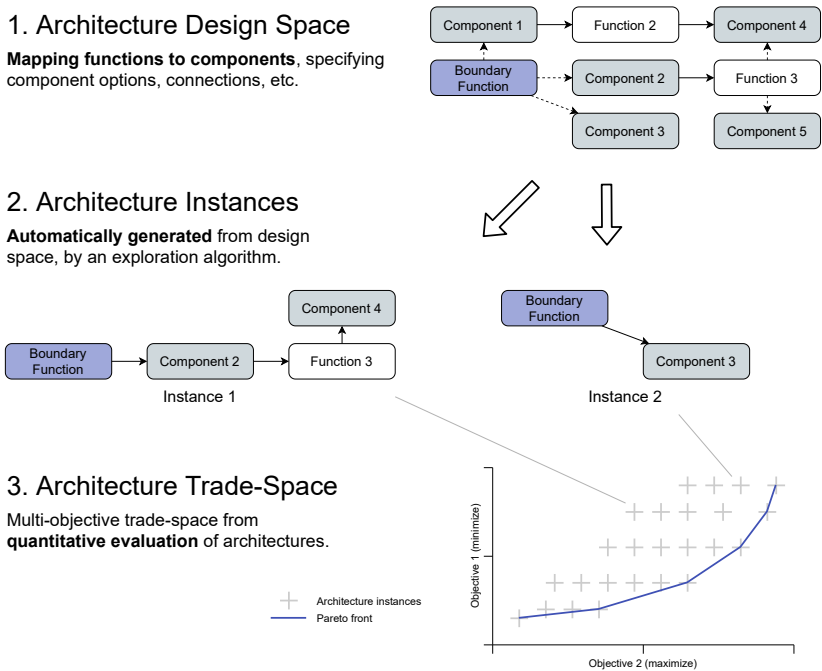 1. Architecture Design Space
Mapping functions to components, specifying
component options, connections, etc.
Component 1
Function 2
Component 4
Boundary
Function
Component 2
Function 3
Component 3
Component 5
2. Architecture Instances
Automatically generated from design
space, by an exploration algorithm.
Component 4
Boundary
Function
Component 2
Function 3
Instance 1
Boundary
Function
Component 3
Instance 2
3. Architecture Trade-Space
Multi-objective trade-space from
quantitative evaluation of architectures.
Architecture instances
Pareto front
Objective 1 (minimize)
Objective 2 (maximize)